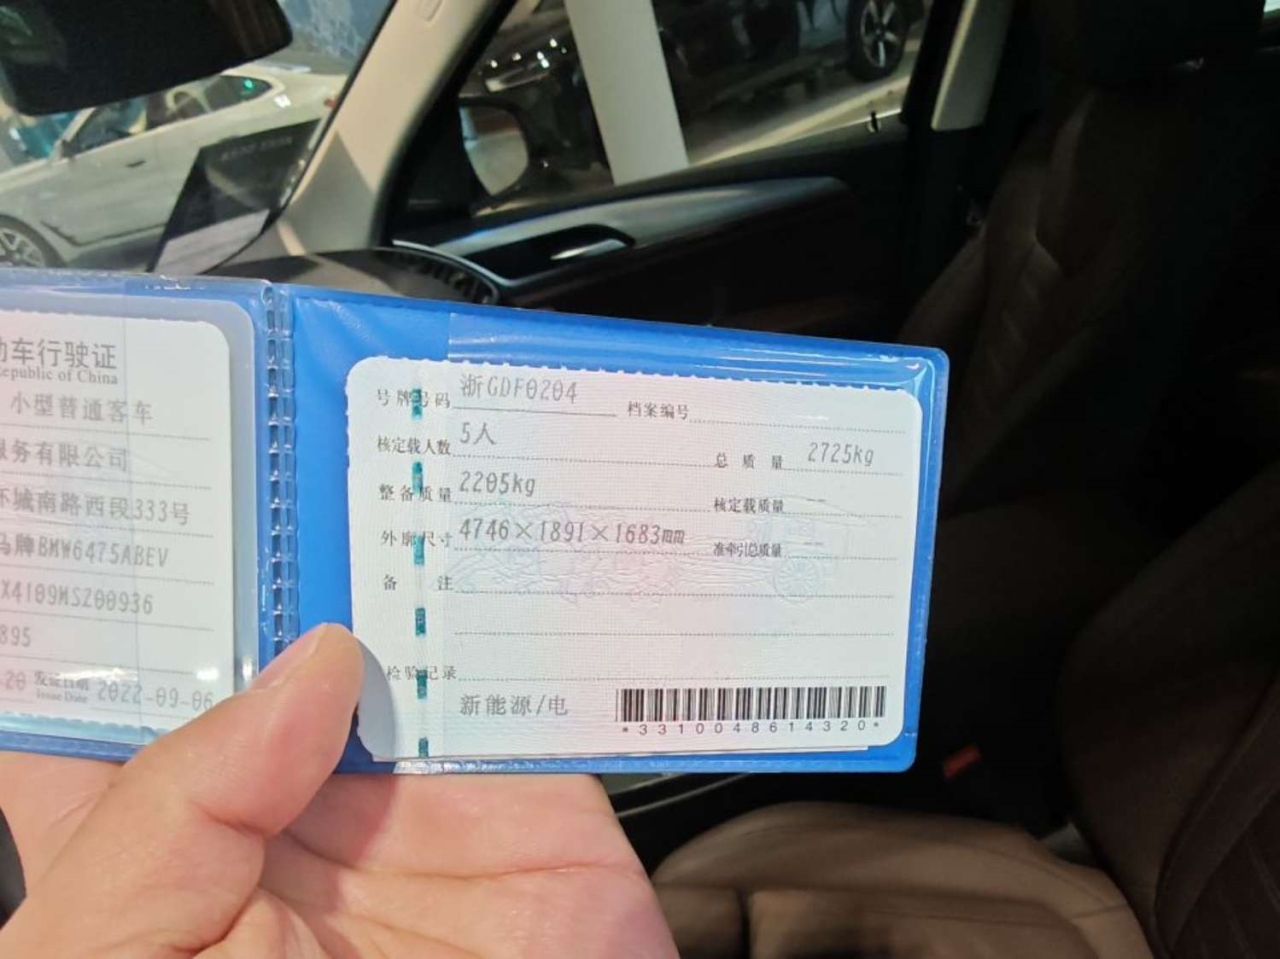 动车行驶证
Republic of China
小型普通客车
服务有限公司
环城南路西段333号
马牌BMW6475ABEV
X4109MSZ00936
895
-20 发证日期 2022-09-06
Issue Date
号牌号码 浙GDF0204 档案编号
核定载人数 5人 总质量 2725kg
整备质量 2205kg 核定载质量 --
外廓尺寸 4746×1891×1683mm 准牵引总质量 --
备注
检验记录
新能源/电
*3310048614320*